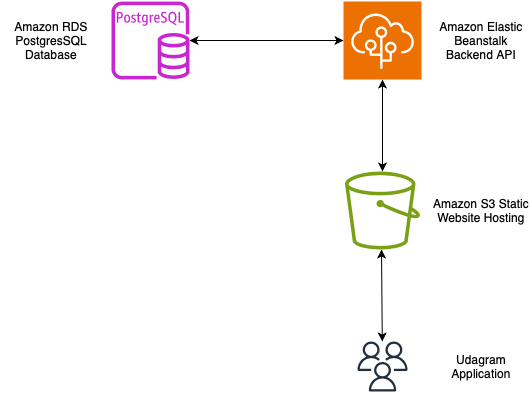 Amazon RDS
PostgresSQL
Database
PostgreSQL
Amazon Elastic
Beanstalk
Backend API
Amazon S3 Static
Website Hosting
Udagram
Application